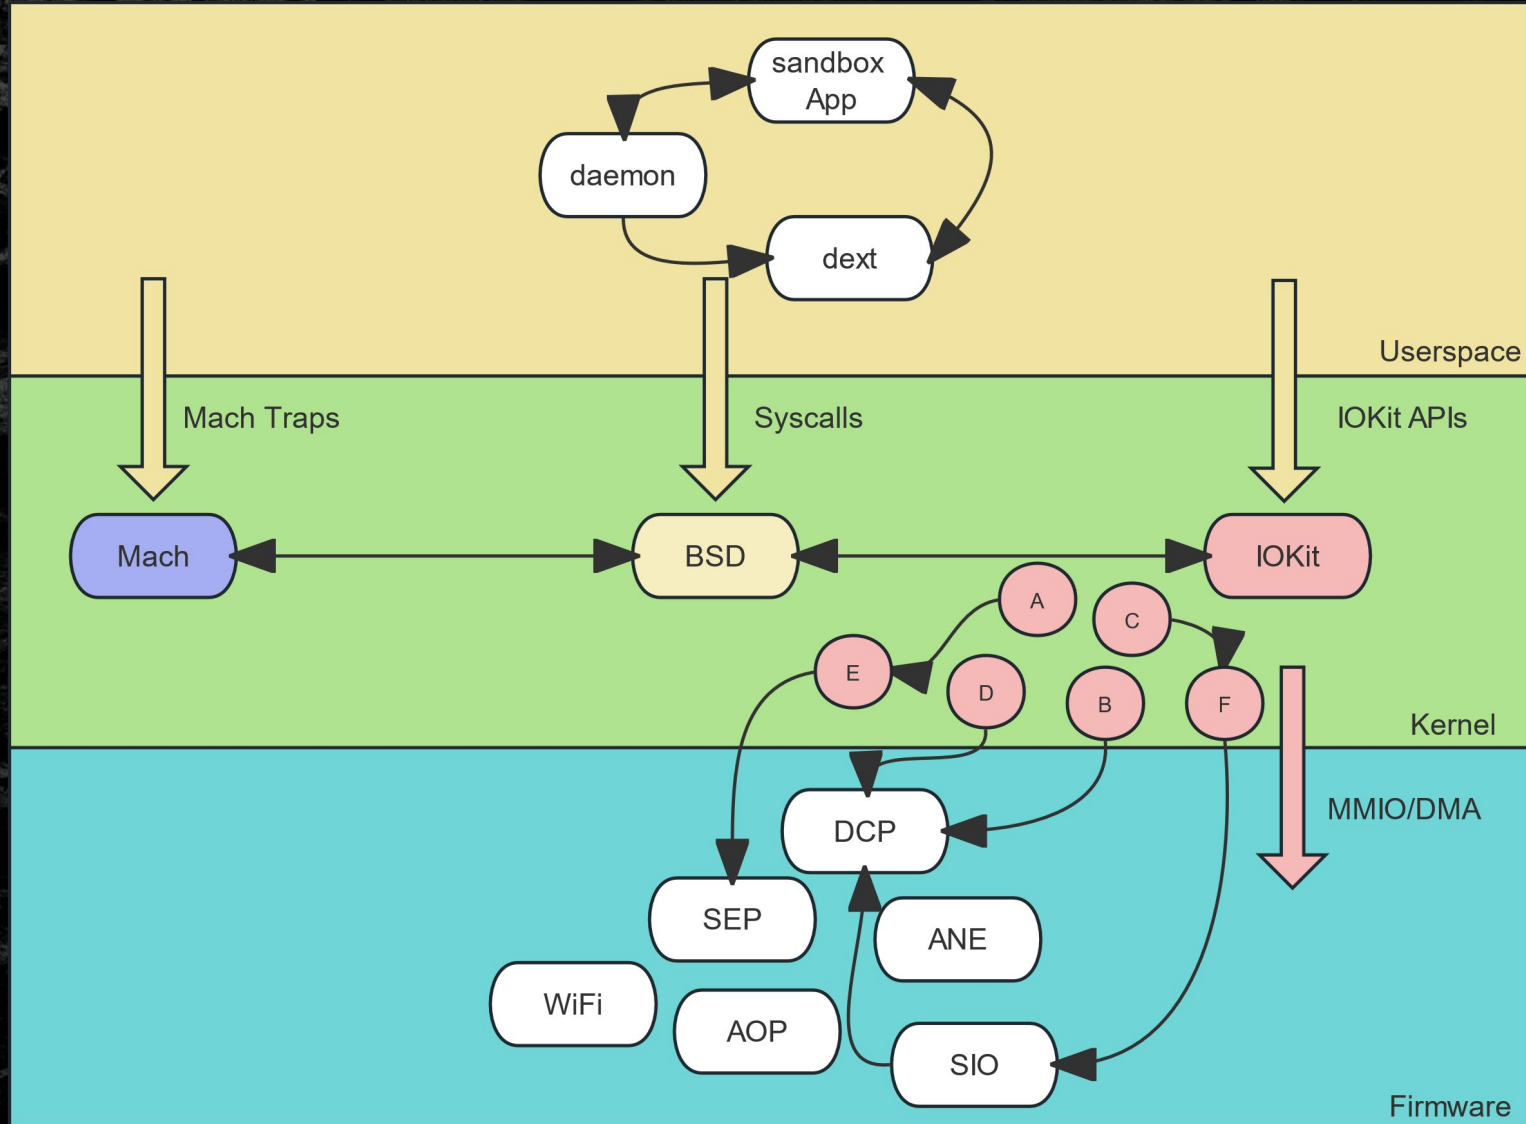 sandbox
App
daemon
dext
Userspace
Mach Traps
Syscalls
IOKit APIs
Mach
BSD
IOKit
A
C
E
D
B
F
Kernel
MMIO/DMA
DCP
SEP
ANE
WiFi
AOP
SIO
Firmware